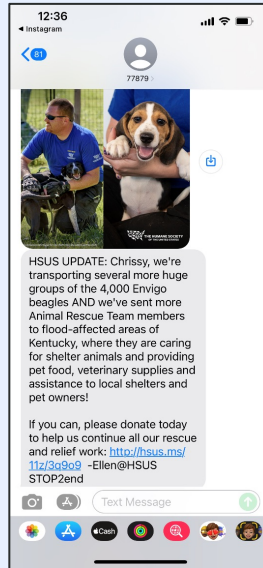 12:36
◀ Instagram
81
77879 >
THE HUMANE SOCIETY
OF THE UNITED STATES
HSUS UPDATE: Chrissy, we're
transporting several more huge
groups of the 4,000 Envigo
beagles AND we've sent more
Animal Rescue Team members
to flood-affected areas of
Kentucky, where they are caring
for shelter animals and providing
pet food, veterinary supplies and
assistance to local shelters and
pet owners!
If you can, please donate today
to help us continue all our rescue
and relief work: http://hsus.ms/
11z/3q9o9 -Ellen@HSUS
STOP2end
Text Message
Cash